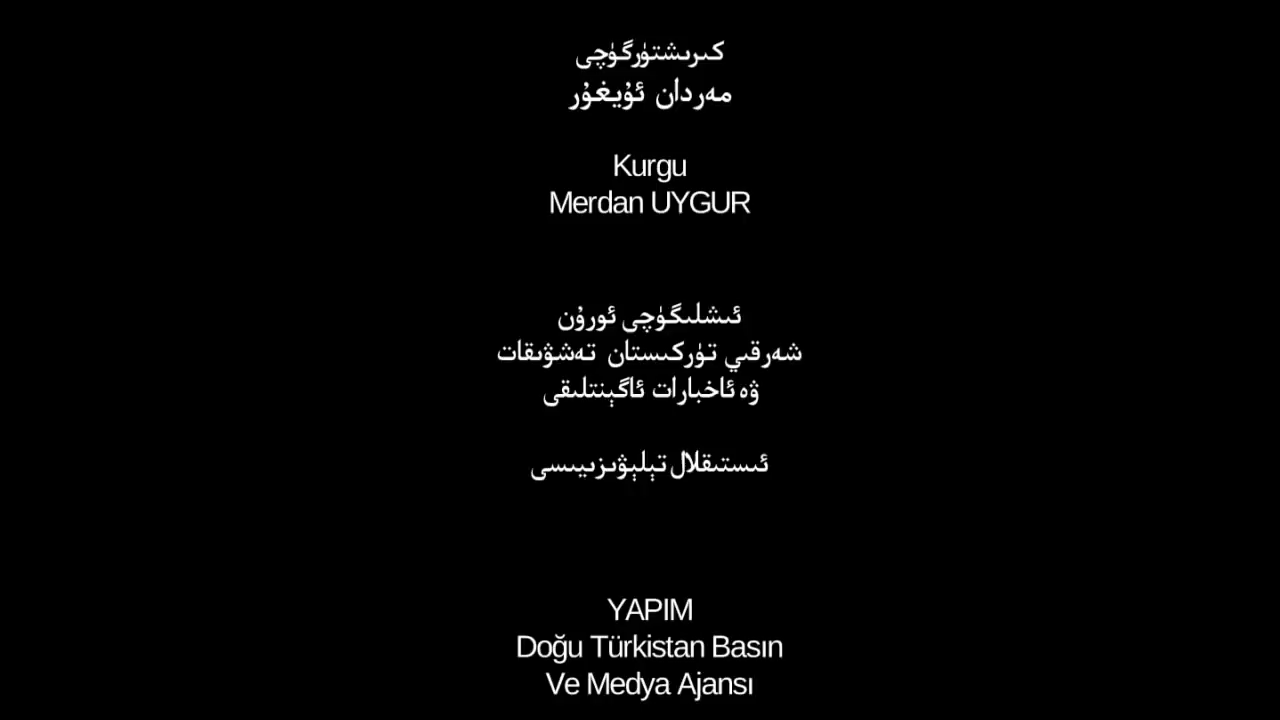 كىرىشتۈرگۈچى
مەردان ئۇيغۇر
Kurgu
Merdan UYGUR
ئىشلىگۈچى ئورۇن
شەرقىي تۈركىستان تەشۋىقات
ۋە ئاخبارات ئاگېنتلىقى
ئىستىقلال تېلېۋىزىيىسى
YAPIM
Doğu Türkistan Basın
Ve Medya Ajansı